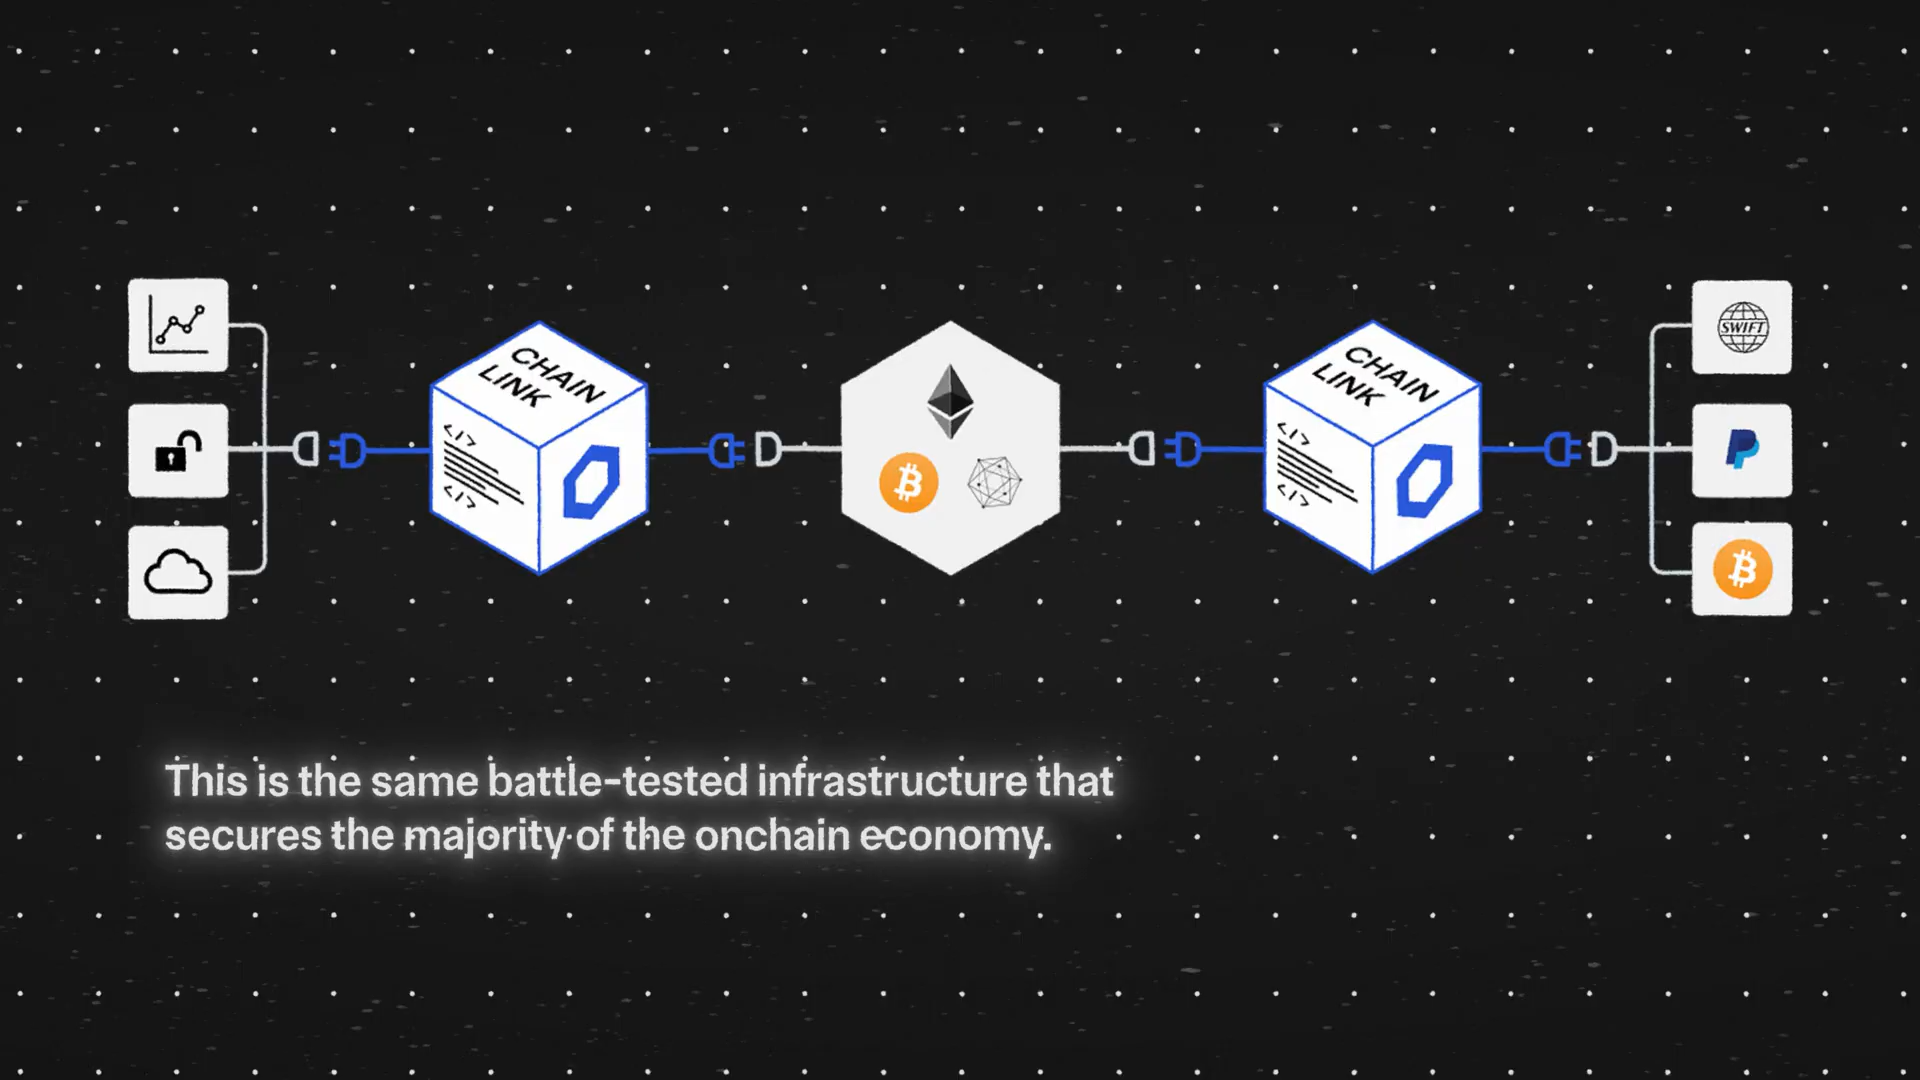 CHAIN
LINK
</>
</>
CHAIN
LINK
</>
</>
SWIFT
This is the same battle-tested infrastructure that
secures the majority of the onchain economy.